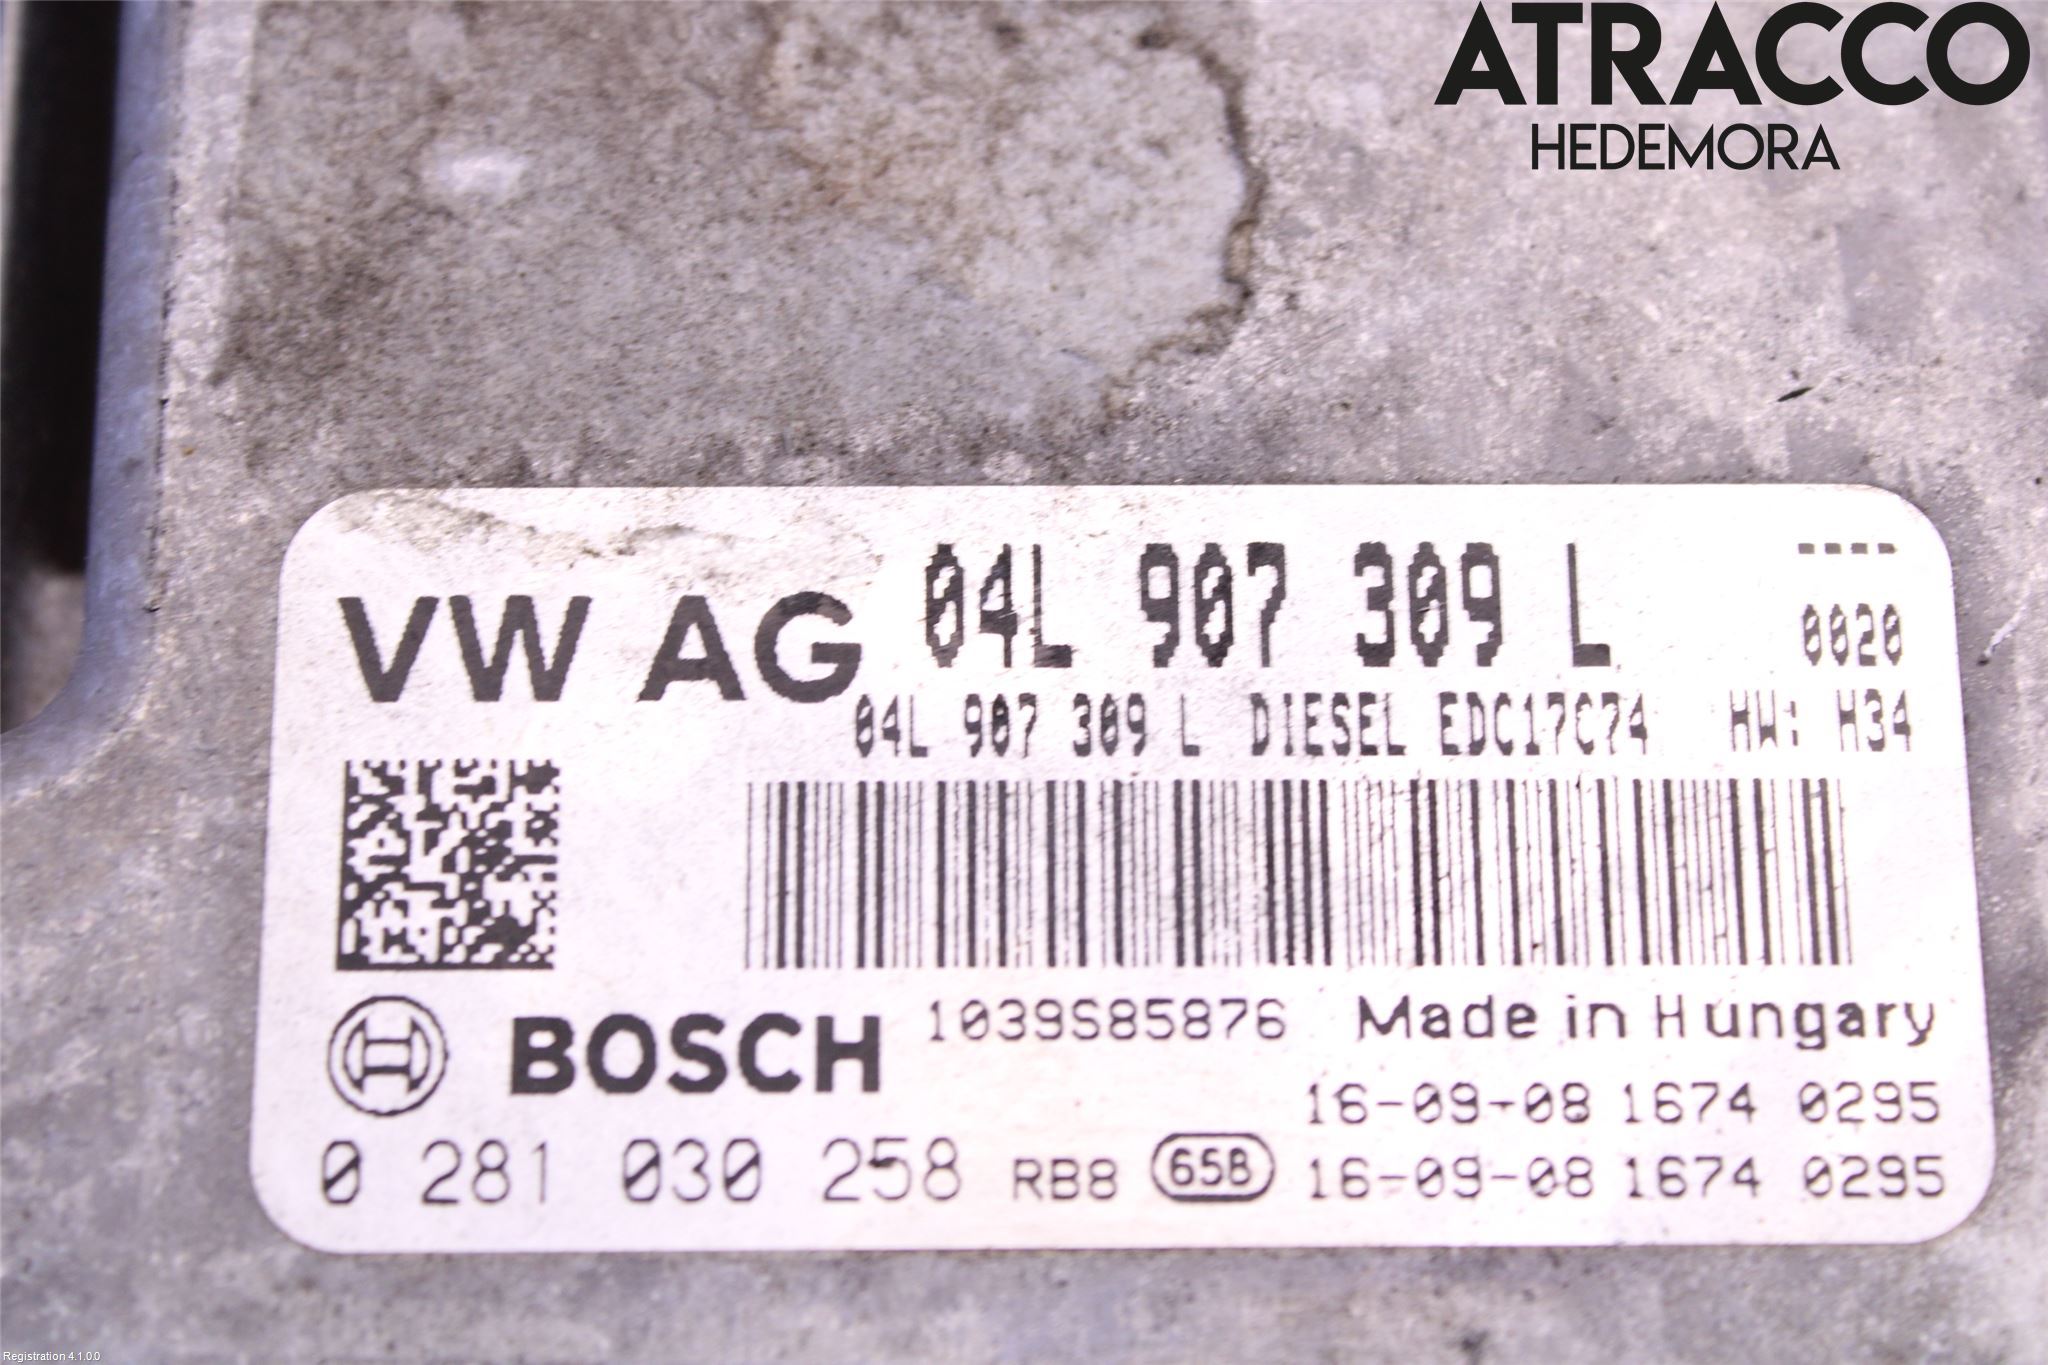 ATRACCO
HEDEMORA
VW AG 04L 907 309 L ----
0020
04L 907 309 L DIESEL EDC17C74 HW: H34
BOSCH 1039S85876 Made in Hungary
16-09-08 1674 0295
0 281 030 258 RB8 65B 16-09-08 1674 0295
Registration 4.1.0.0